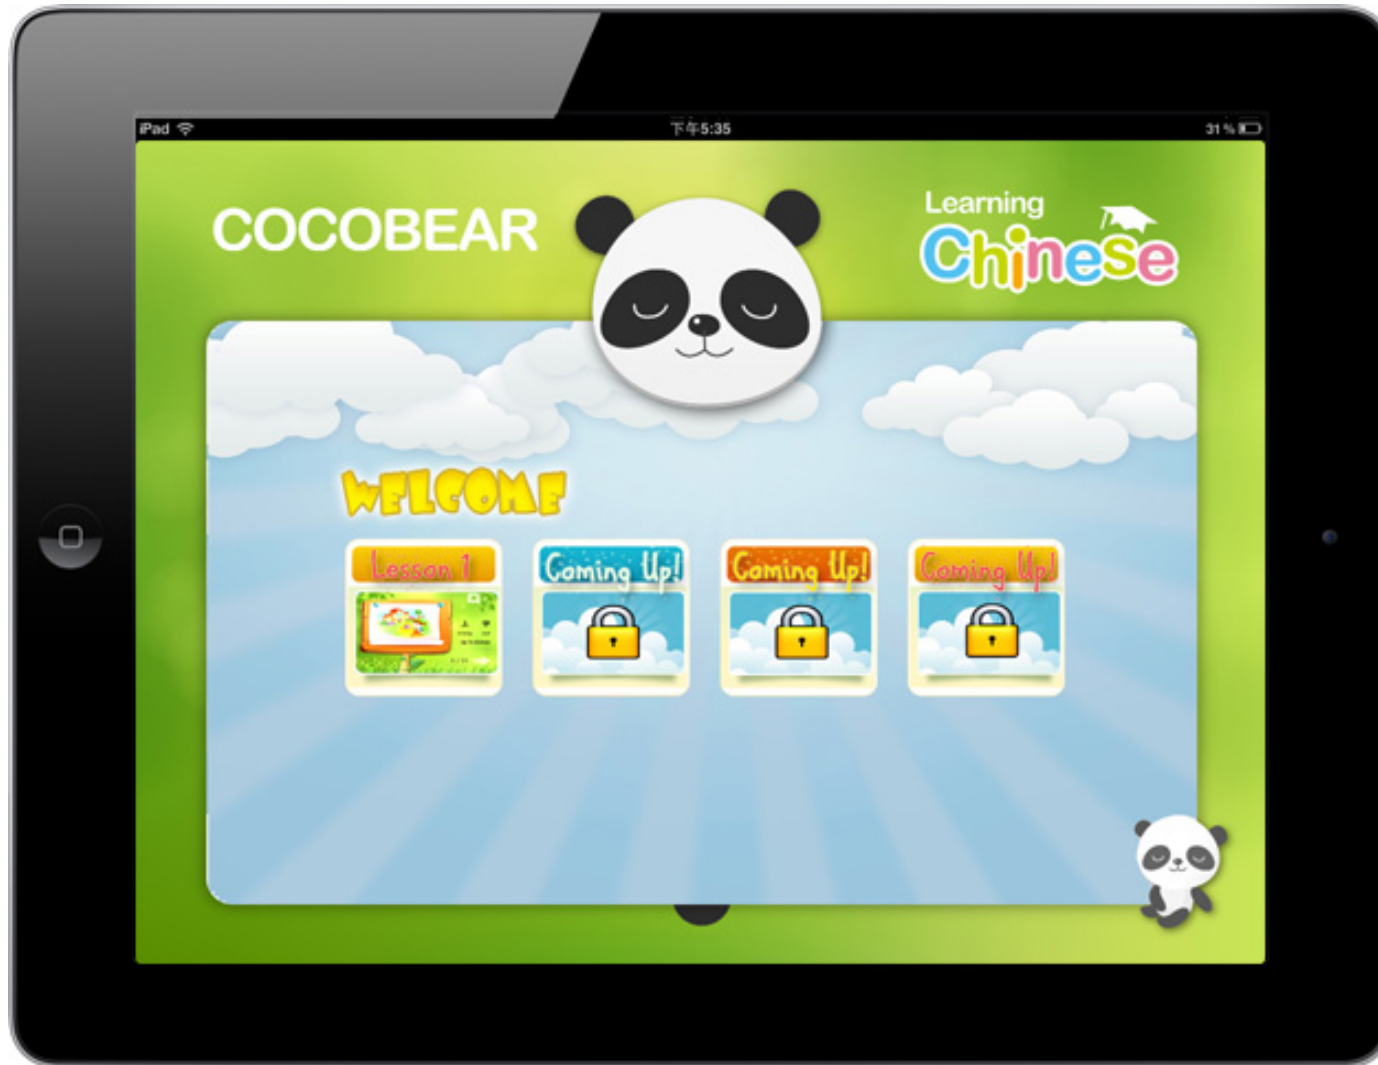 iPad
下午5:35
31%
COCOBEAR
Learning
Chinese
WELCOME
Lesson 1
Coming Up!
Coming Up!
Coming Up!